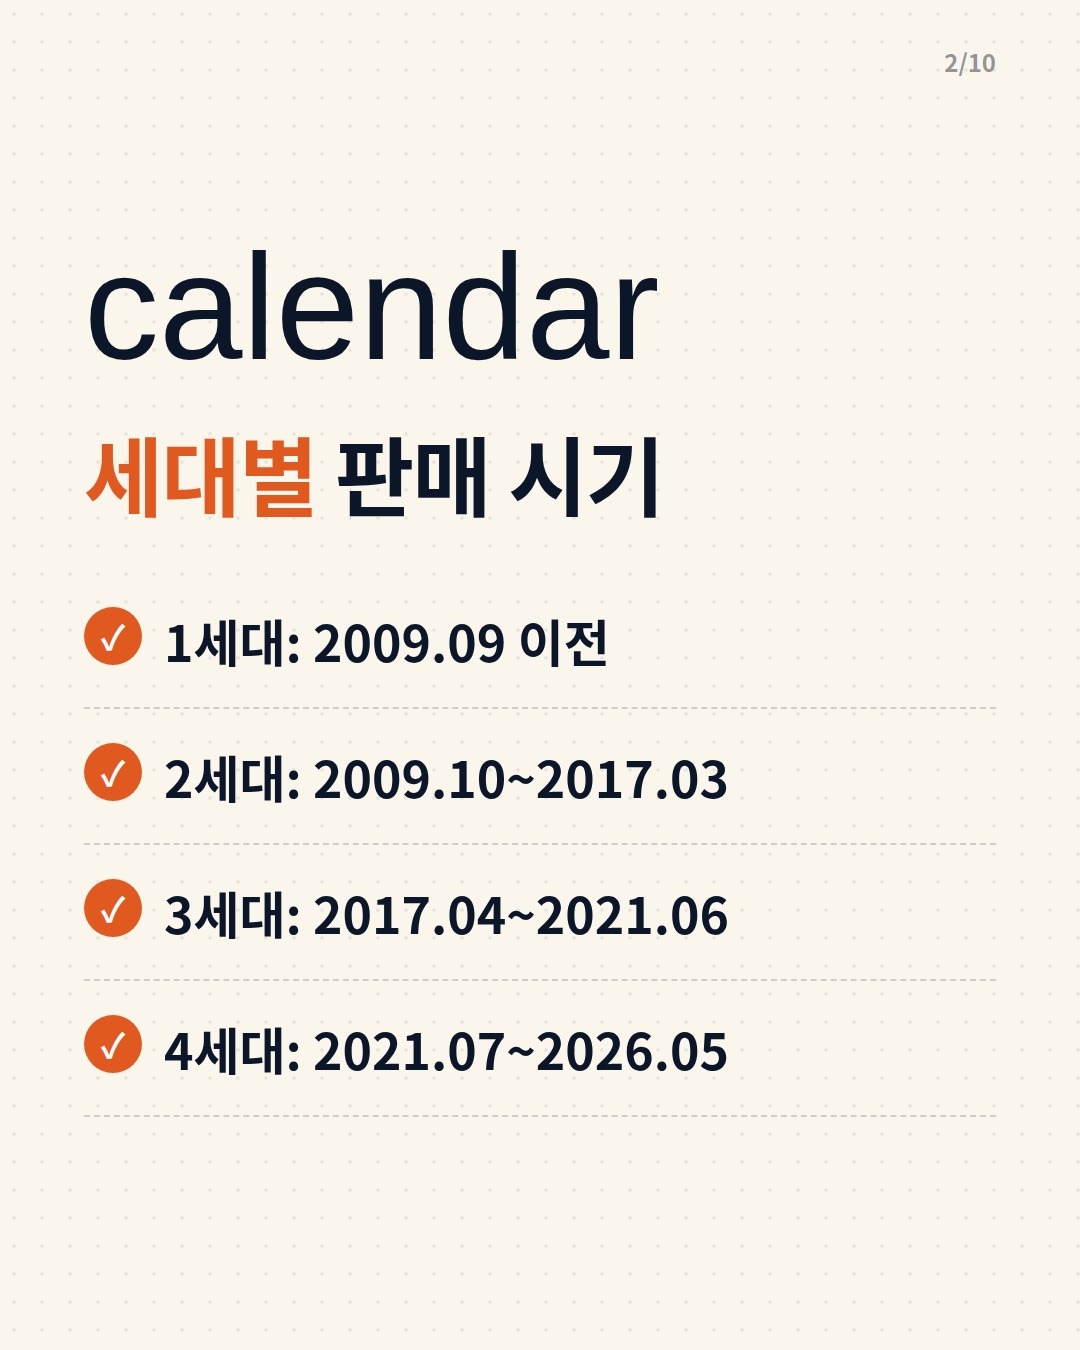 2/10
calendar
세대별 판매 시기
✓ 1세대: 2009.09 이전
✓ 2세대: 2009.10~2017.03
✓ 3세대: 2017.04~2021.06
✓ 4세대: 2021.07~2026.05